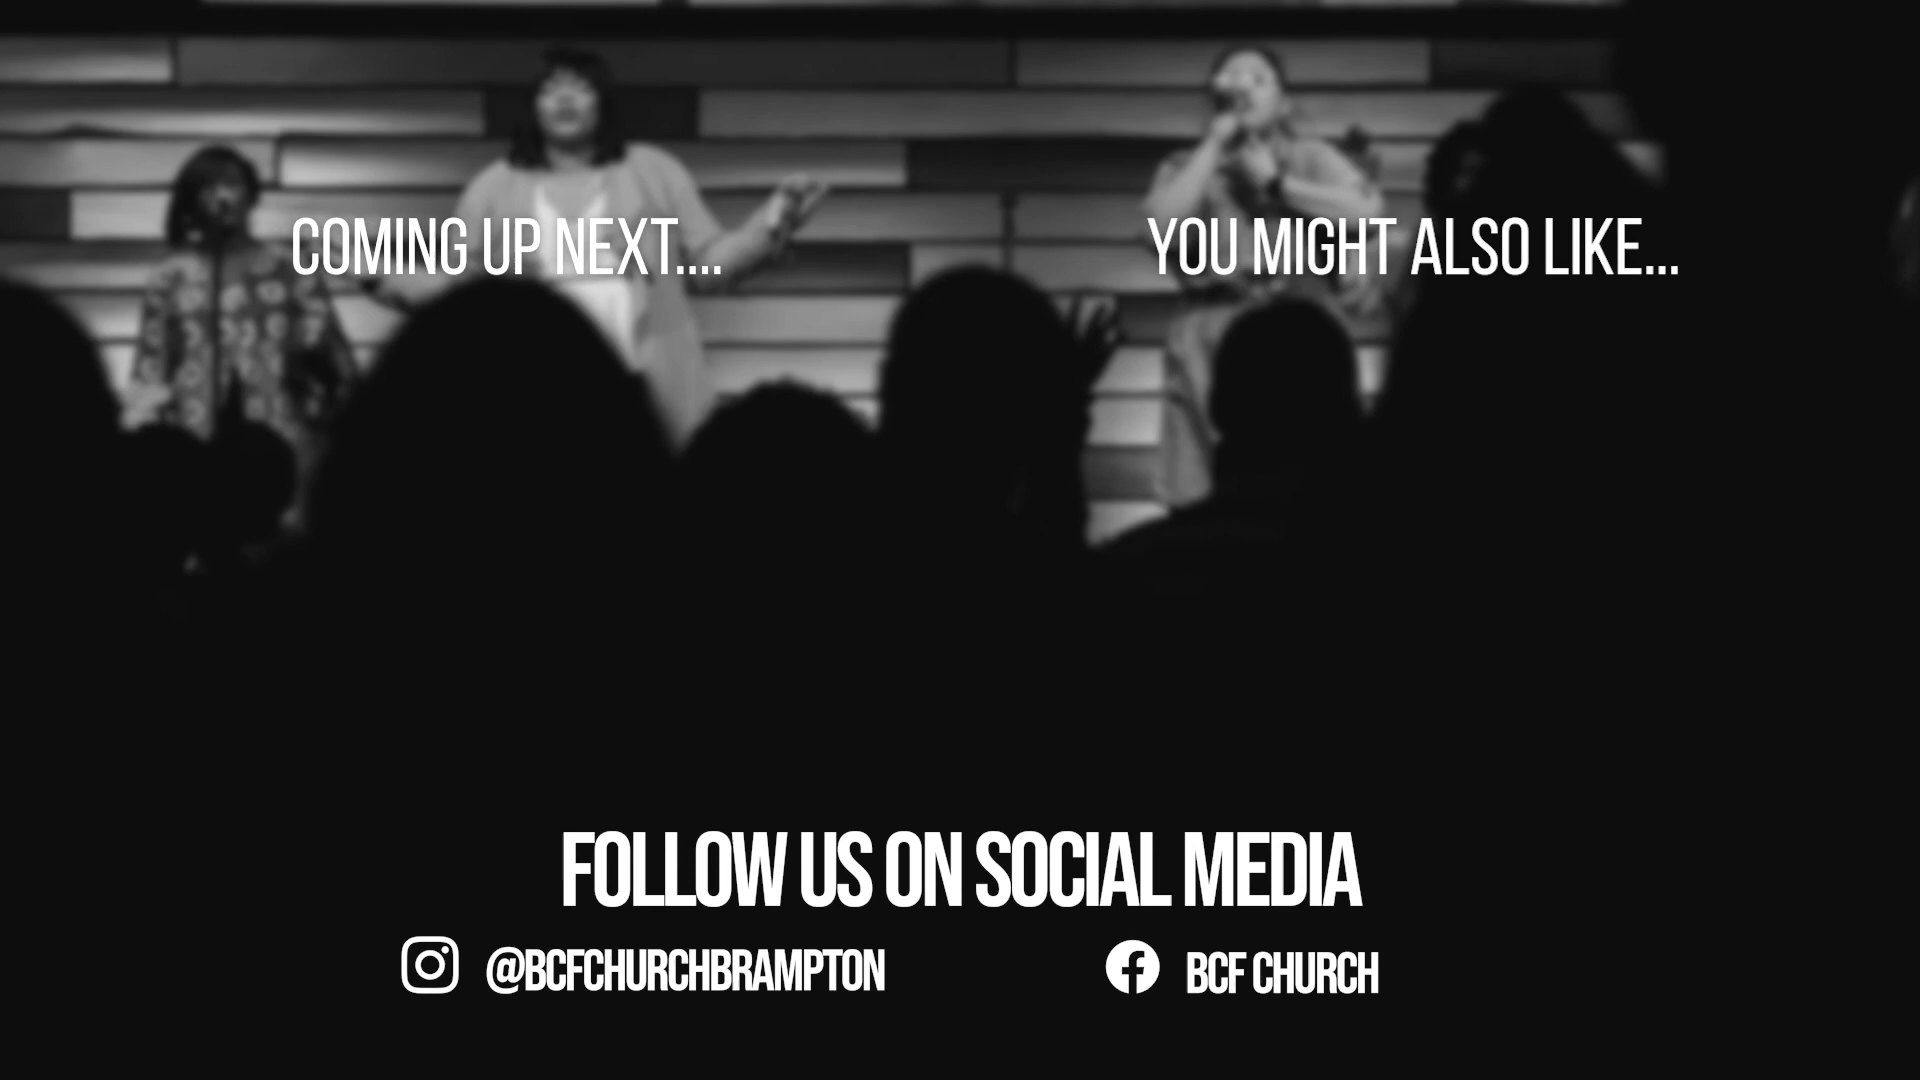 COMING UP NEXT....
YOU MIGHT ALSO LIKE...
FOLLOW US ON SOCIAL MEDIA
@BCFCHURCHBRAMPTON
BCF CHURCH